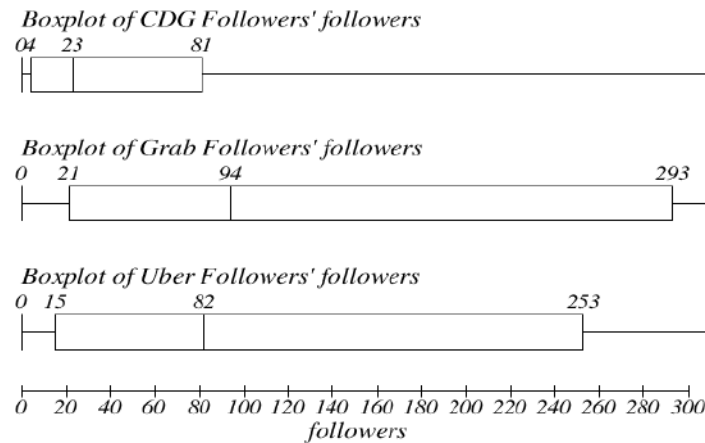 Boxplot of CDG Followers' followers
0 4 23 81
Boxplot of Grab Followers' followers
0 21 94 293
Boxplot of Uber Followers' followers
0 15 82 253
0 20 40 60 80 100 120 140 160 180 200 220 240 260 280 300
followers